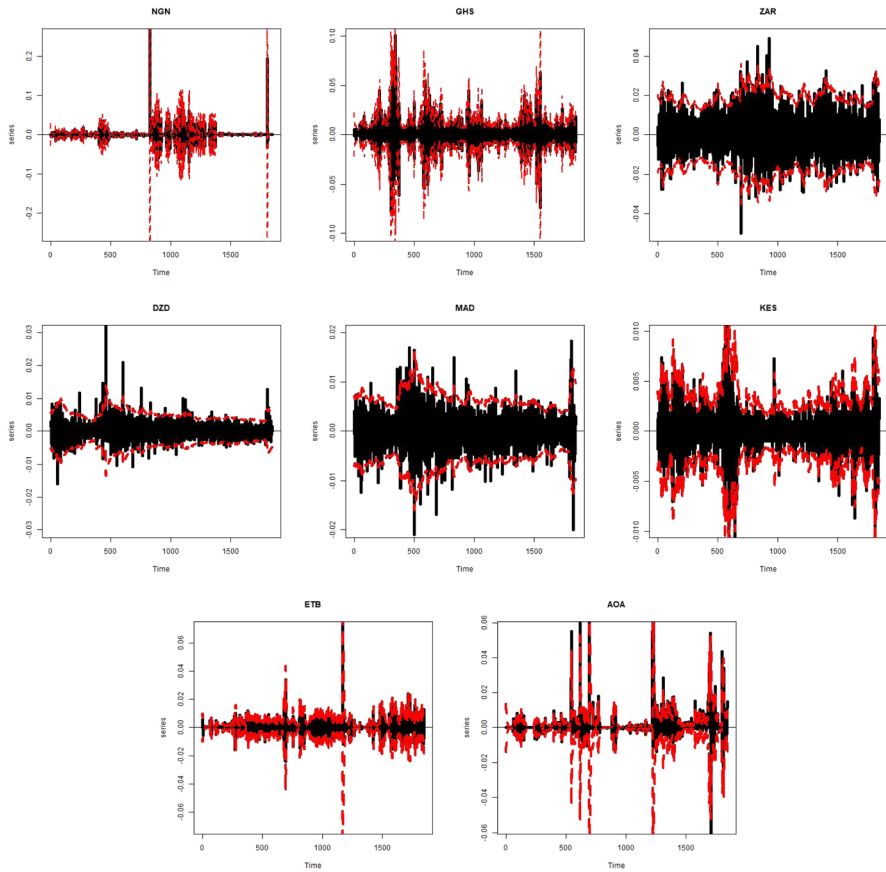 NGN
GHS
ZAR
series
0.2
0.1
0.0
-0.1
-0.2
0 500 1000 1500
Time
series
0.10
0.05
0.00
-0.05
-0.10
0 500 1000 1500
Time
series
0.04
0.02
0.00
-0.02
-0.04
0 500 1000 1500
Time
DZD
MAD
KES
series
0.03
0.02
0.01
0.00
-0.01
-0.03
0 500 1000 1500
Time
series
0.02
0.01
0.00
-0.01
-0.02
0 500 1000 1500
Time
series
0.010
0.005
0.000
-0.005
-0.010
0 500 1000 1500
Time
ETB
AOA
series
0.06
0.04
0.02
0.00
-0.02
-0.04
-0.06
0 500 1000 1500
Time
series
0.06
0.04
0.02
0.00
-0.02
-0.04
-0.06
0 500 1000 1500
Time